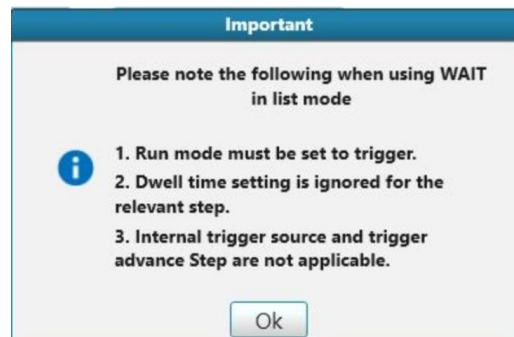 Important
Please note the following when using WAIT
in list mode
1. Run mode must be set to trigger.
2. Dwell time setting is ignored for the
relevant step.
3. Internal trigger source and trigger
advance Step are not applicable.
Ok